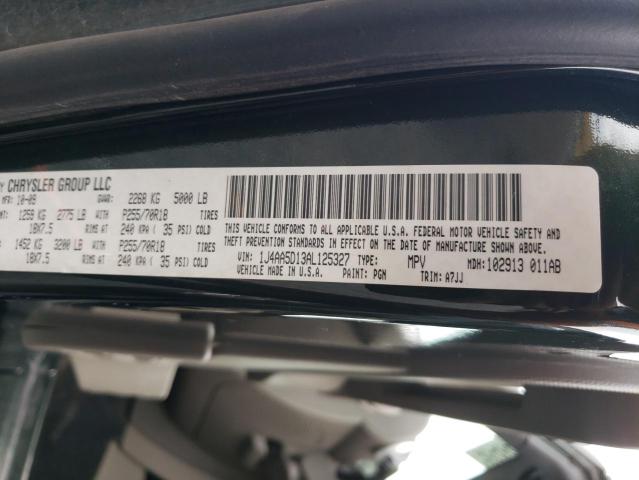 Y CHRYSLER GROUP LLC
MFR: 10-09 GVWR: 2268 KG 5000 LB
NT: 1259 KG 2775 LB WITH P255/70R18 TIRES
18X7.5 RIMS AT 240 KPA ( 35 PSI) COLD
1452 KG 3200 LB WITH P255/70R18 TIRES
18X7.5 RIMS AT 240 KPA ( 35 PSI) COLD
THIS VEHICLE CONFORMS TO ALL APPLICABLE U.S.A. FEDERAL MOTOR VEHICLE SAFETY AND
THEFT PREVENTION STANDARDS IN EFFECT ON THE DATE OF MANUFACTURE SHOWN ABOVE.
VIN: 1J4AA5D13AL125327 TYPE: MPV MDH: 102913 011AB
VEHICLE MADE IN U.S.A. PAINT: PGN TRIM: A7JJ